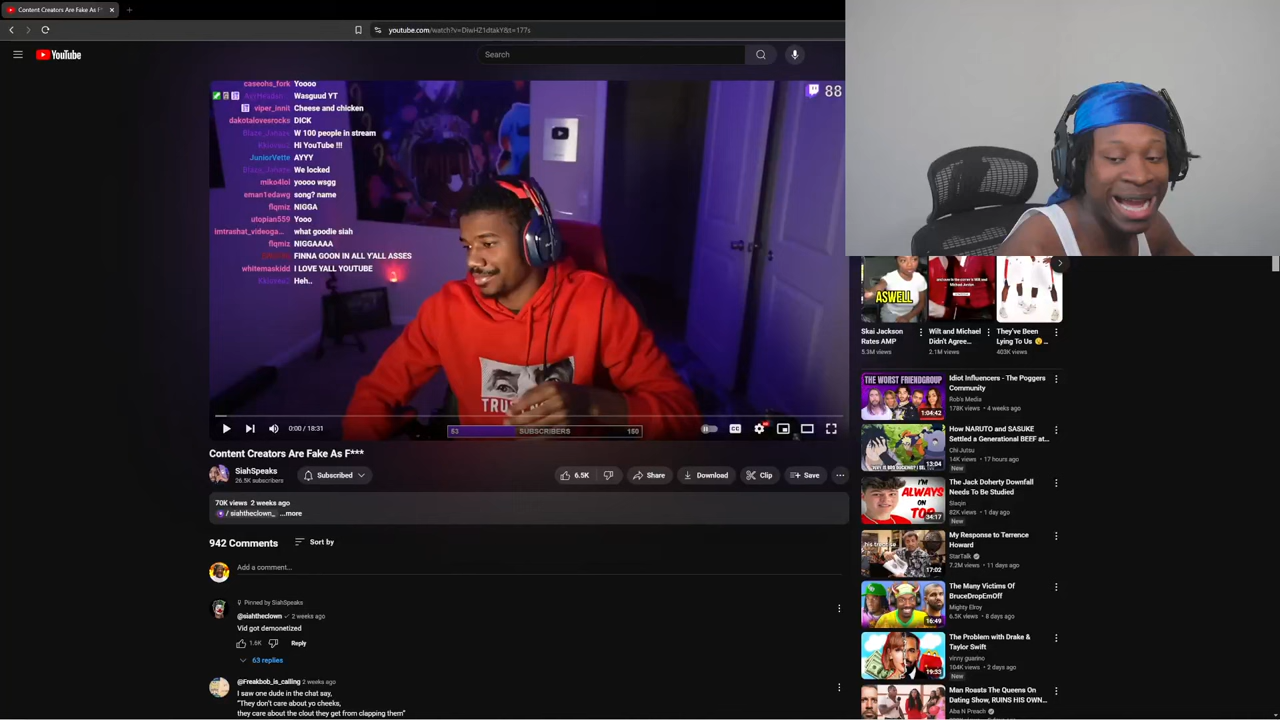 Content Creators Are Fake As F*
youtube.com/watch?v=DiwHZ1dtakY&t=177s
YouTube
Search
caseohs_fork Yoooo
Wasguud YT
viper_innit Cheese and chicken
dakotalovesrocks DICK
W 100 people in stream
Hi YouTube !!!
JuniorVette AYYY
We locked
miko4lol yoooo wsgg
eman1edawg song? name
flqmiz NIGGA
utopian559 Yooo
imtrashat_videoga... what goodie siah
flqmiz NIGGAAAA
FINNA GOON IN ALL Y'ALL ASSES
whitemaskidd I LOVE YALL YOUTUBE
Heh..
88
TRU
53 SUBSCRIBERS 150
0:00 / 18:31
CC
Content Creators Are Fake As F***
SiahSpeaks
26.5K subscribers
Subscribed
6.5K
Share
Download
Clip
Save
70K views 2 weeks ago
/ siahtheclown_ ...more
942 Comments
Sort by
Add a comment...
Pinned by SiahSpeaks
@siahtheclown 2 weeks ago
Vid got demonetized
1.6K
Reply
63 replies
@Freakbob_is_calling 2 weeks ago
I saw one dude in the chat say,
"They don't care about yo cheeks,
they care about the clout they get from clapping them"
ASWELL
Skai Jackson
Rates AMP
5.3M views
Wilt and Michael
Didn't Agree...
2.1M views
They've Been
Lying To Us 😢...
403K views
THE WORST FRIENDGROUP
1:04:42
Idiot Influencers - The Poggers
Community
Rob's Media
178K views • 4 weeks ago
13:04
How NARUTO and SASUKE
Settled a Generational BEEF at...
Chi Jutsu
14K views • 17 hours ago
New
I'M
ALWAYS
ON
TOP
34:17
The Jack Doherty Downfall
Needs To Be Studied
Slaqin
82K views • 1 day ago
New
17:02
My Response to Terrence
Howard
StarTalk
7.2M views • 11 days ago
16:49
The Many Victims Of
BruceDropEmOff
Mighty Elroy
6.5K views • 8 days ago
19:33
The Problem with Drake &
Taylor Swift
vinny guarino
104K views • 2 days ago
New
Man Roasts The Queens On
Dating Show, RUINS HIS OWN...
Aba N Preach